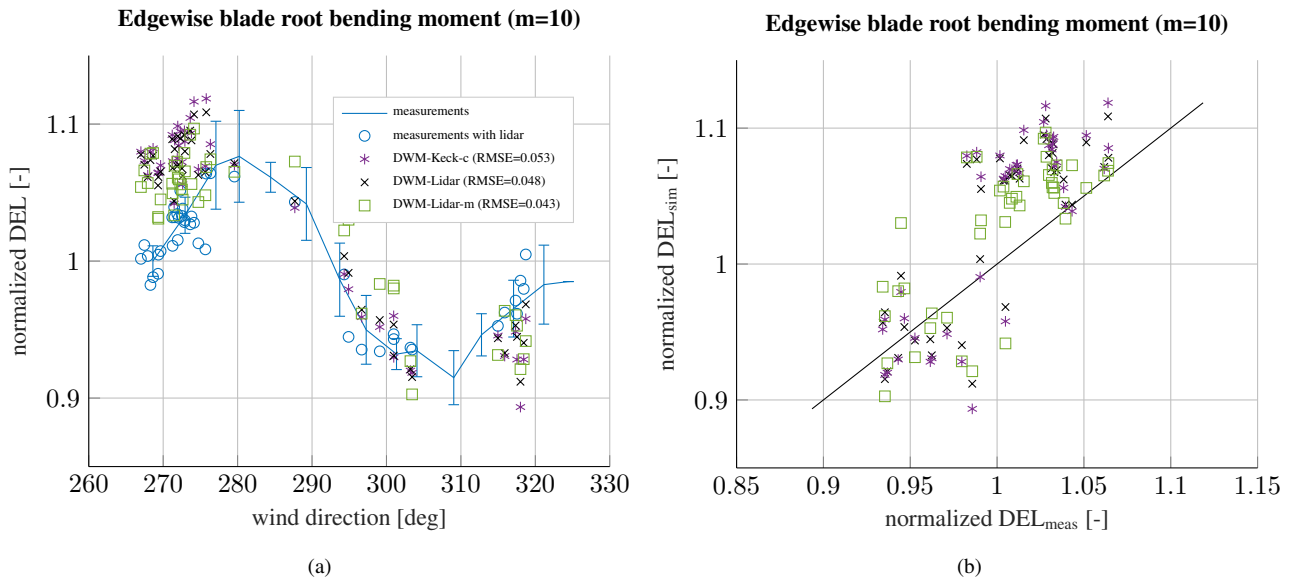 Edgewise blade root bending moment (m=10)
normalized DEL [-]
1.1
1
0.9
260 270 280 290 300 310 320 330
wind direction [deg]
measurements
measurements with lidar
DWM-Keck-c (RMSE=0.053)
DWM-Lidar (RMSE=0.048)
DWM-Lidar-m (RMSE=0.043)
(a)
Edgewise blade root bending moment (m=10)
normalized DELsim [-]
1.1
1
0.9
0.85 0.9 0.95 1 1.05 1.1 1.15
normalized DELmeas [-]
(b)